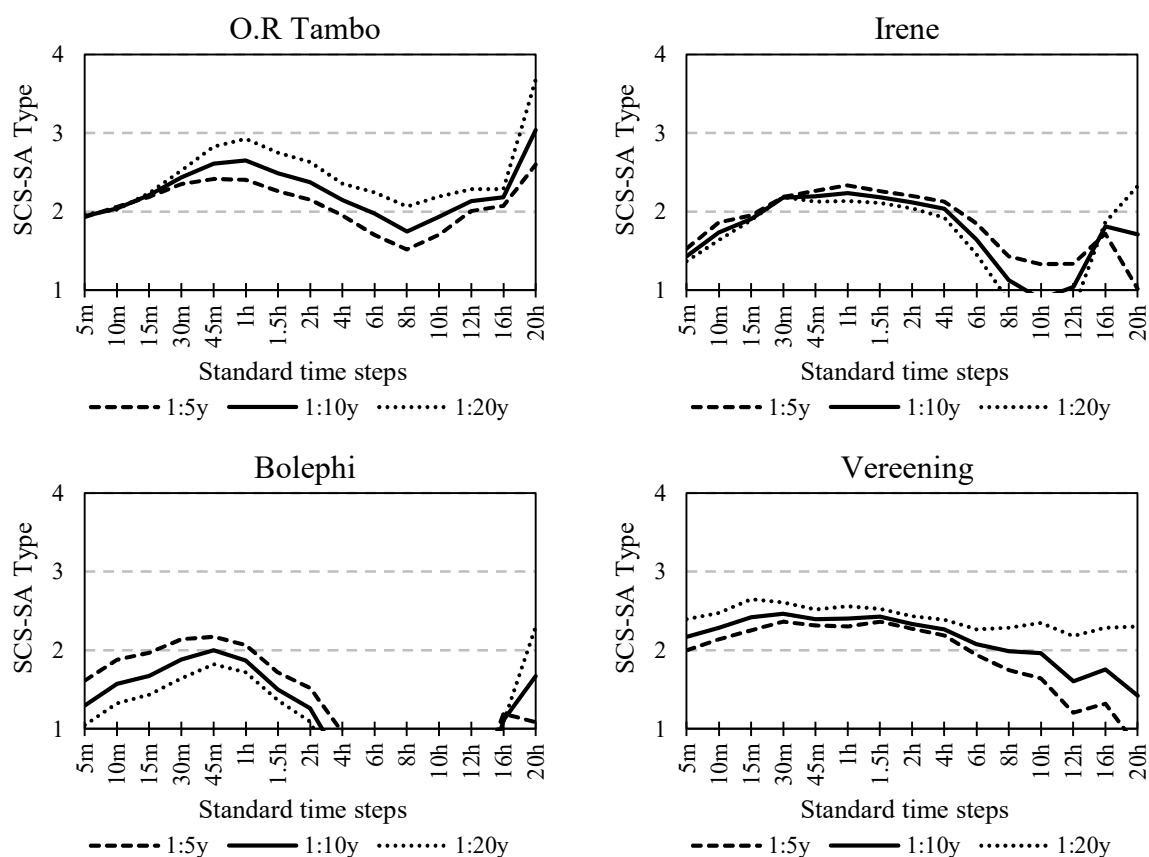 O.R Tambo
SCS-SA Type
4
3
2
1
5m 10m 15m 30m 45m 1h 1.5h 2h 4h 6h 8h 10h 12h 16h 20h
Standard time steps
1:5y 1:10y 1:20y
Irene
SCS-SA Type
4
3
2
1
5m 10m 15m 30m 45m 1h 1.5h 2h 4h 6h 8h 10h 12h 16h 20h
Standard time steps
1:5y 1:10y 1:20y
Bolephi
SCS-SA Type
4
3
2
1
5m 10m 15m 30m 45m 1h 1.5h 2h 4h 6h 8h 10h 12h 16h 20h
Standard time steps
1:5y 1:10y 1:20y
Vereening
SCS-SA Type
4
3
2
1
5m 10m 15m 30m 45m 1h 1.5h 2h 4h 6h 8h 10h 12h 16h 20h
Standard time steps
1:5y 1:10y 1:20y